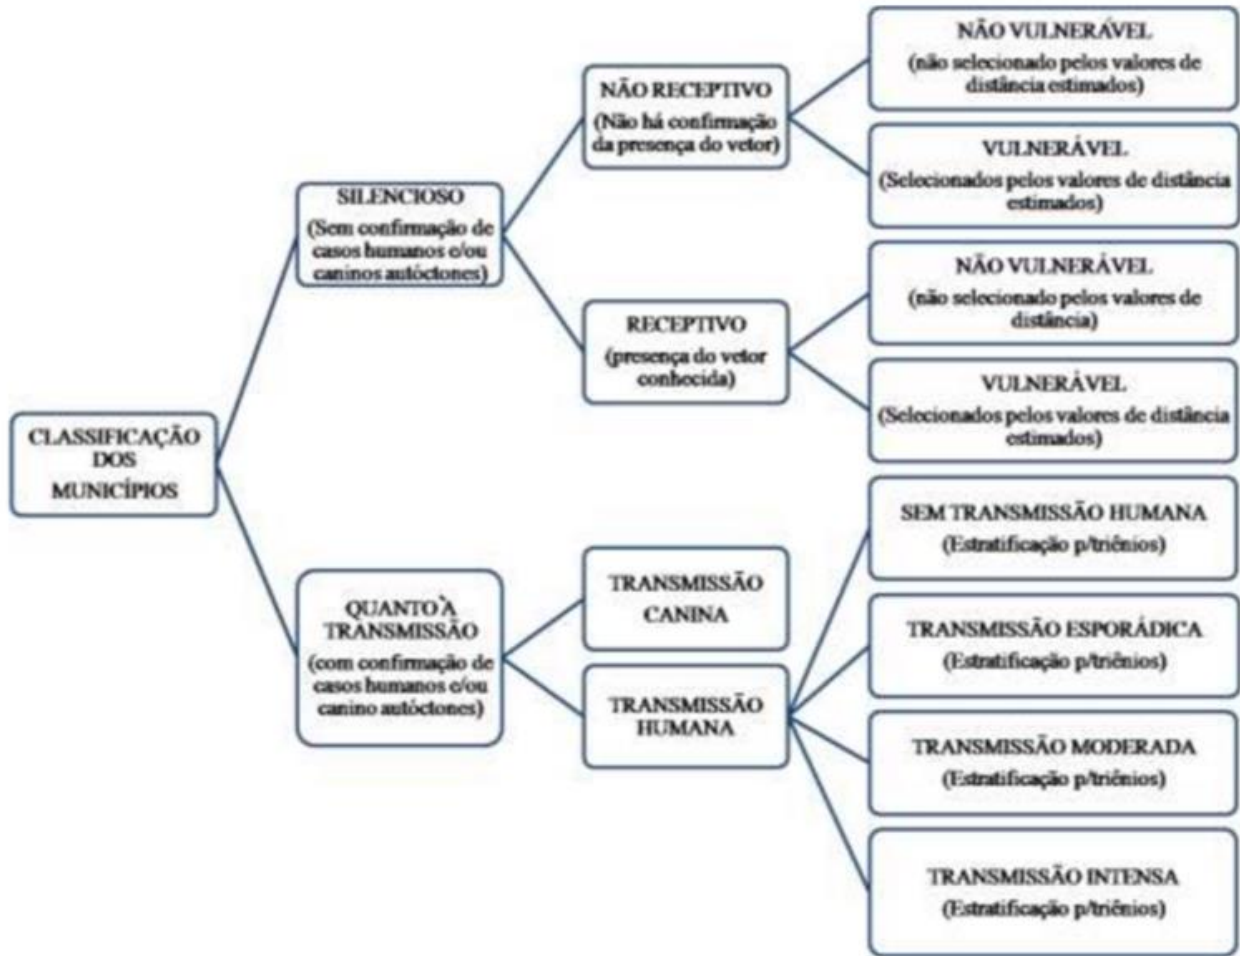 CLASSIFICAÇÃO
DOS
MUNICÍPIOS
SILENCIOSO
(Sem confirmação de
casos humanos e/ou
caninos autóctones)
NÃO RECEPTIVO
(Não há confirmação
da presença do vetor)
NÃO VULNERÁVEL
(não selecionado pelos valores de
distância estimados)
VULNERÁVEL
(Selecionados pelos valores de distância
estimados)
RECEPTIVO
(presença do vetor
conhecida)
NÃO VULNERÁVEL
(não selecionado pelos valores de
distância)
VULNERÁVEL
(Selecionados pelos valores de distância
estimados)
QUANTO À
TRANSMISSÃO
(com confirmação de
casos humanos e/ou
canino autóctones)
TRANSMISSÃO
CANINA
TRANSMISSÃO
HUMANA
SEM TRANSMISSÃO HUMANA
(Estratificação p/triênios)
TRANSMISSÃO ESPORÁDICA
(Estratificação p/triênios)
TRANSMISSÃO MODERADA
(Estratificação p/triênios)
TRANSMISSÃO INTENSA
(Estratificação p/triênios)